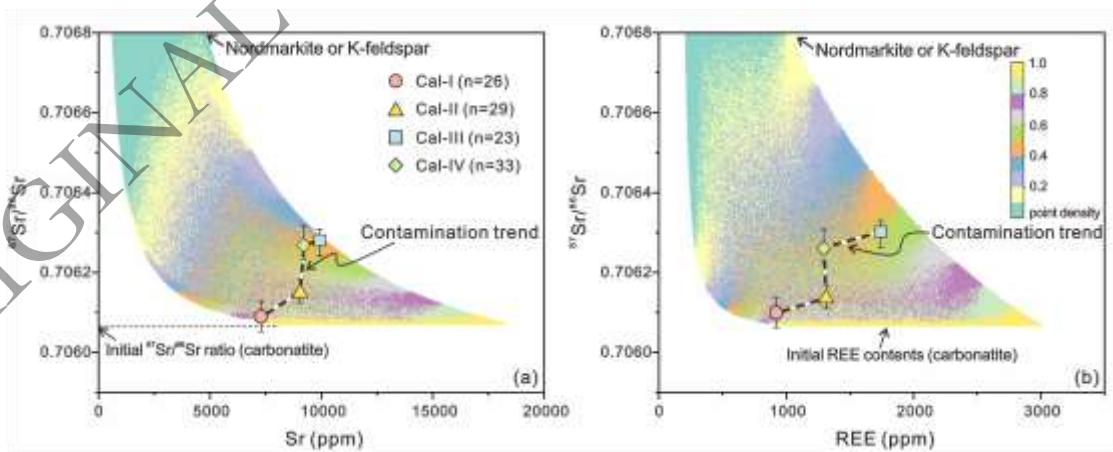 ORIGINAL
0.7068
0.7066
0.7064
0.7062
0.7060
⁸⁷Sr/⁸⁶Sr
Nordmarkite or K-feldspar
Cal-I (n=26)
Cal-II (n=29)
Cal-III (n=23)
Cal-IV (n=33)
Contamination trend
Initial ⁸⁷Sr/⁸⁶Sr ratio (carbonatite)
(a)
0 5000 10000 15000 20000
Sr (ppm)
0.7068
0.7066
0.7064
0.7062
0.7060
⁸⁷Sr/⁸⁶Sr
Nordmarkite or K-feldspar
1.0
0.8
0.6
0.4
0.2
point density
Contamination trend
Initial REE contents (carbonatite)
(b)
0 1000 2000 3000
REE (ppm)